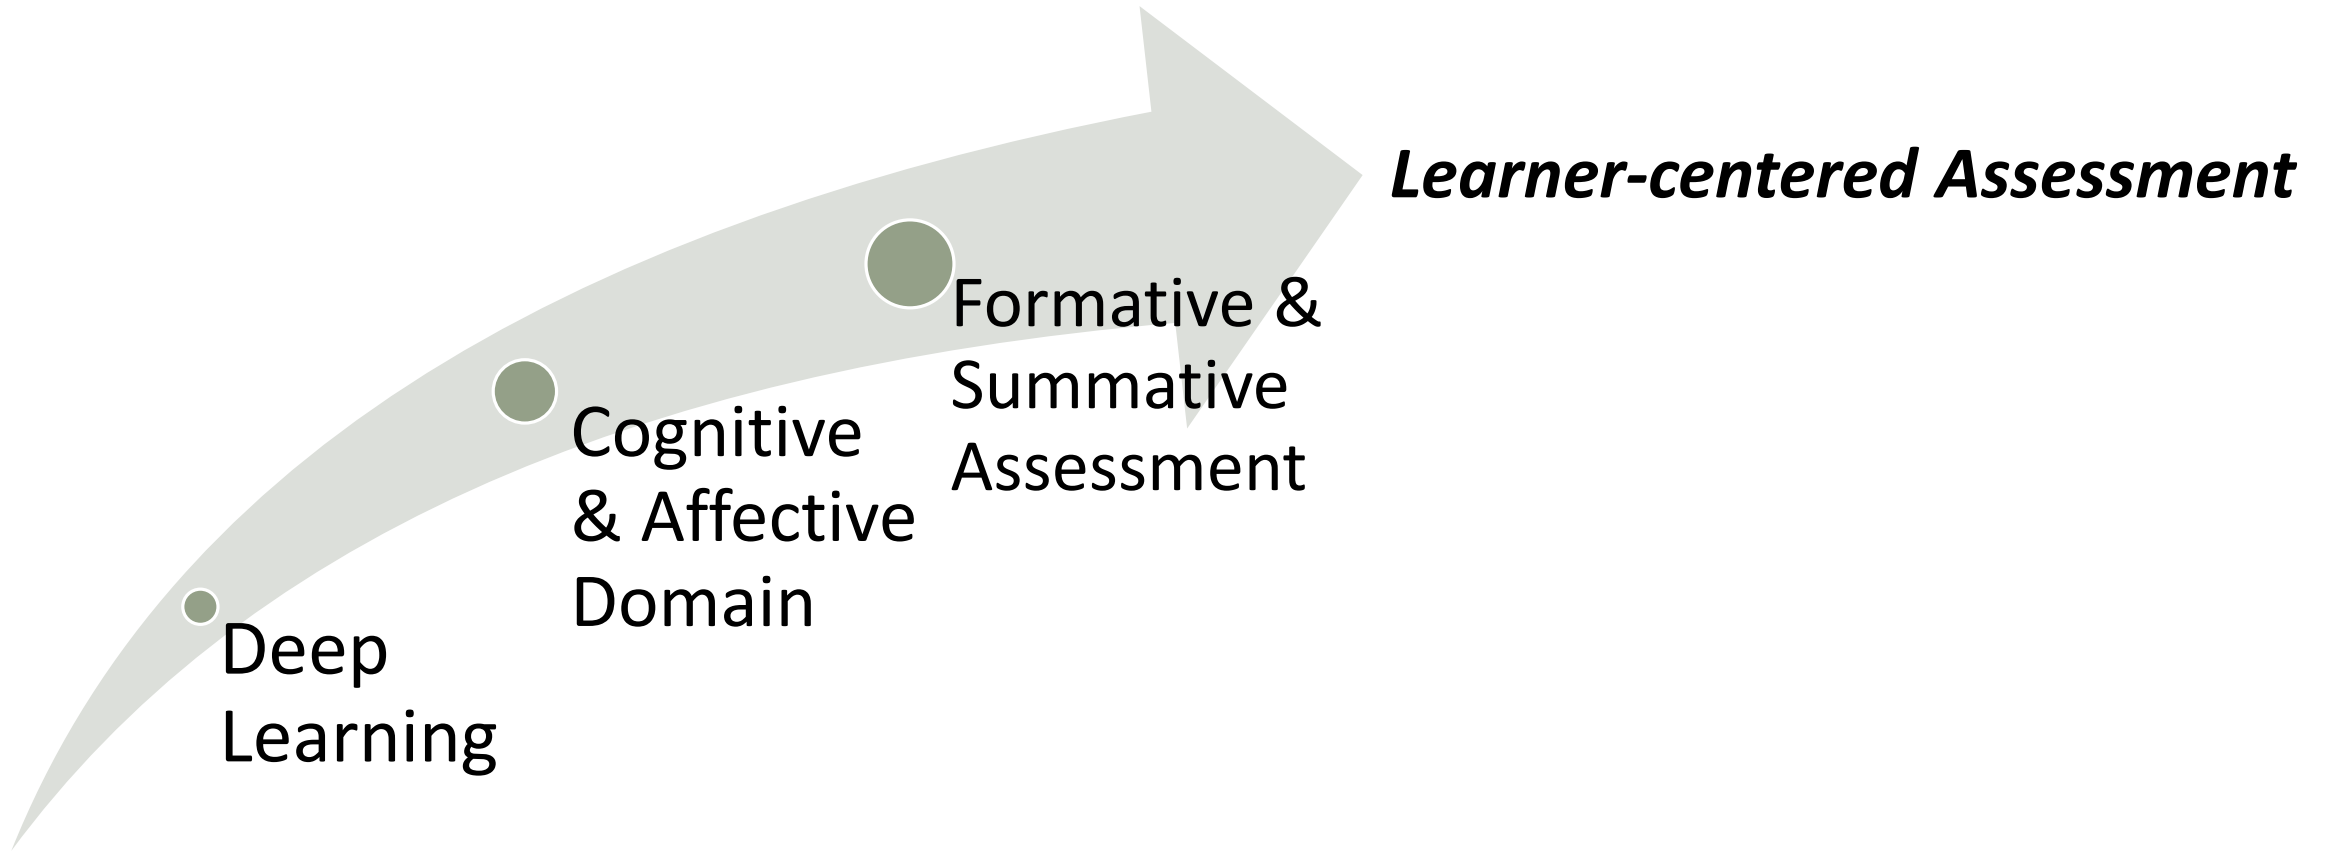 Learner-centered Assessment
Formative &
Summative
Assessment
Cognitive
& Affective
Domain
Deep
Learning